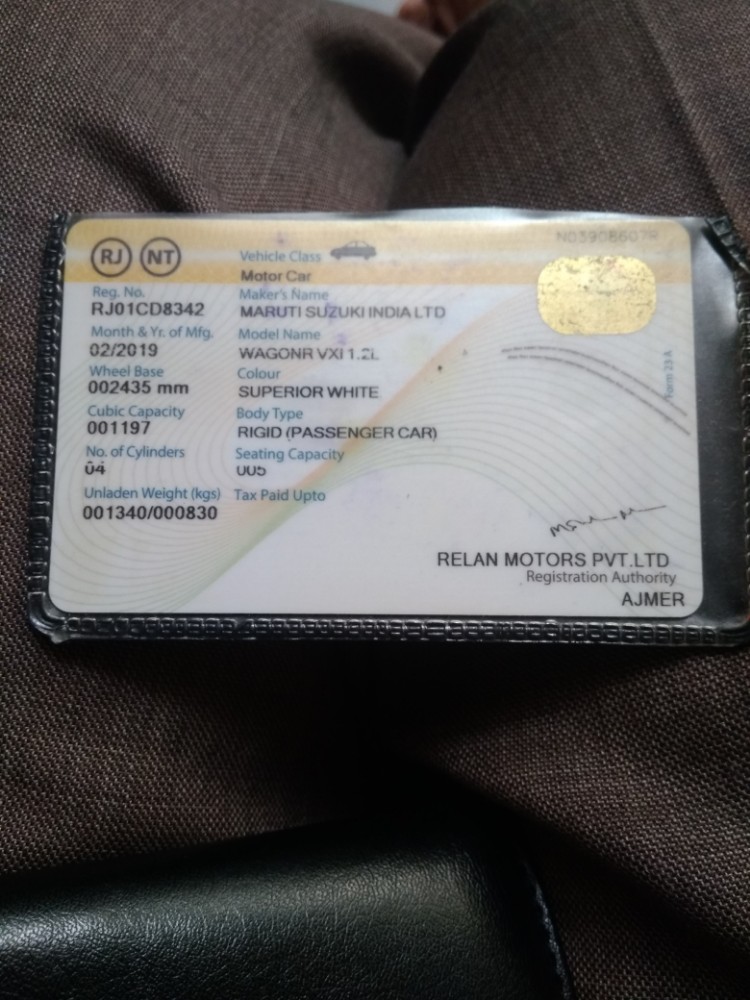 RJ NT
N03908607R
Vehicle Class
Motor Car
Reg. No.
RJ01CD8342
Maker's Name
MARUTI SUZUKI INDIA LTD
Month & Yr. of Mfg.
02/2019
Model Name
WAGONR VXI 1.2L
Wheel Base
002435 mm
Colour
SUPERIOR WHITE
Cubic Capacity
001197
Body Type
RIGID (PASSENGER CAR)
No. of Cylinders
04
Seating Capacity
005
Unladen Weight (kgs)
001340/000830
Tax Paid Upto
Form 23 A
RELAN MOTORS PVT.LTD
Registration Authority
AJMER